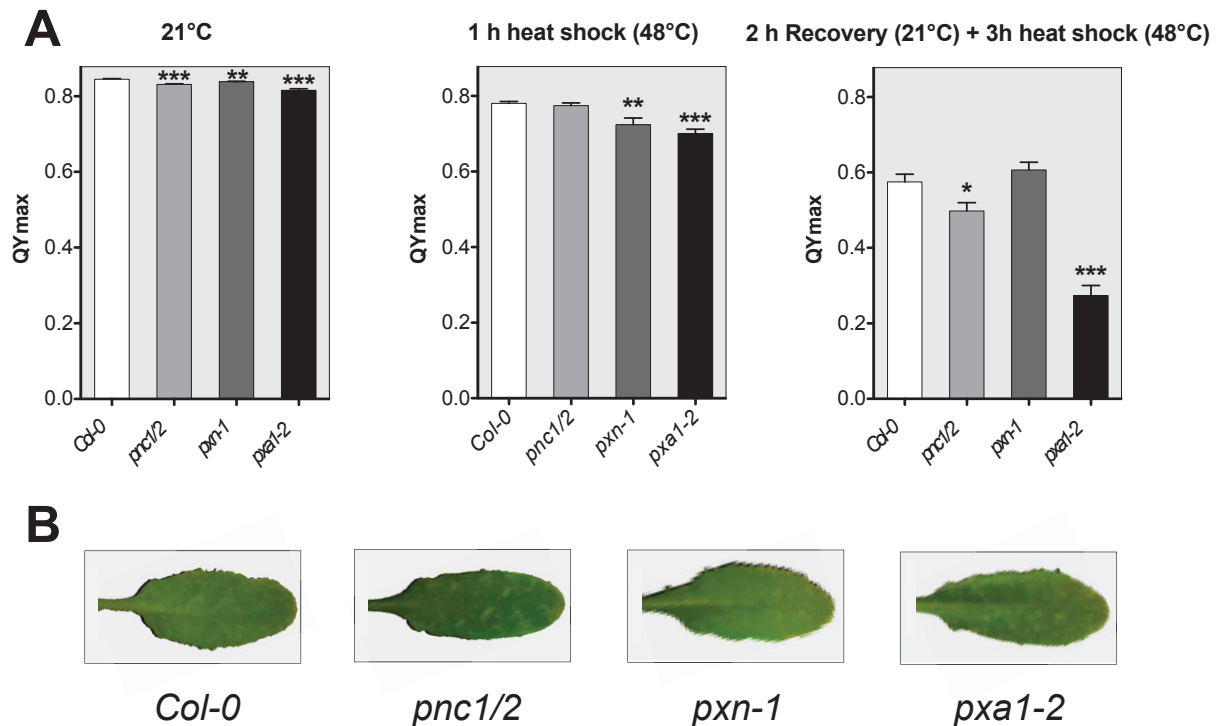 A
21°C
1 h heat shock (48°C)
2 h Recovery (21°C) + 3h heat shock (48°C)
QYmax
0.8
0.6
0.4
0.2
0.0
***
**
***
Col-0
pnc1/2
pxn-1
pxa1-2
QYmax
0.8
0.6
0.4
0.2
0.0
**
***
Col-0
pnc1/2
pxn-1
pxa1-2
QYmax
0.8
0.6
0.4
0.2
0.0
*
***
Col-0
pnc1/2
pxn-1
pxa1-2
B
Col-0
pnc1/2
pxn-1
pxa1-2